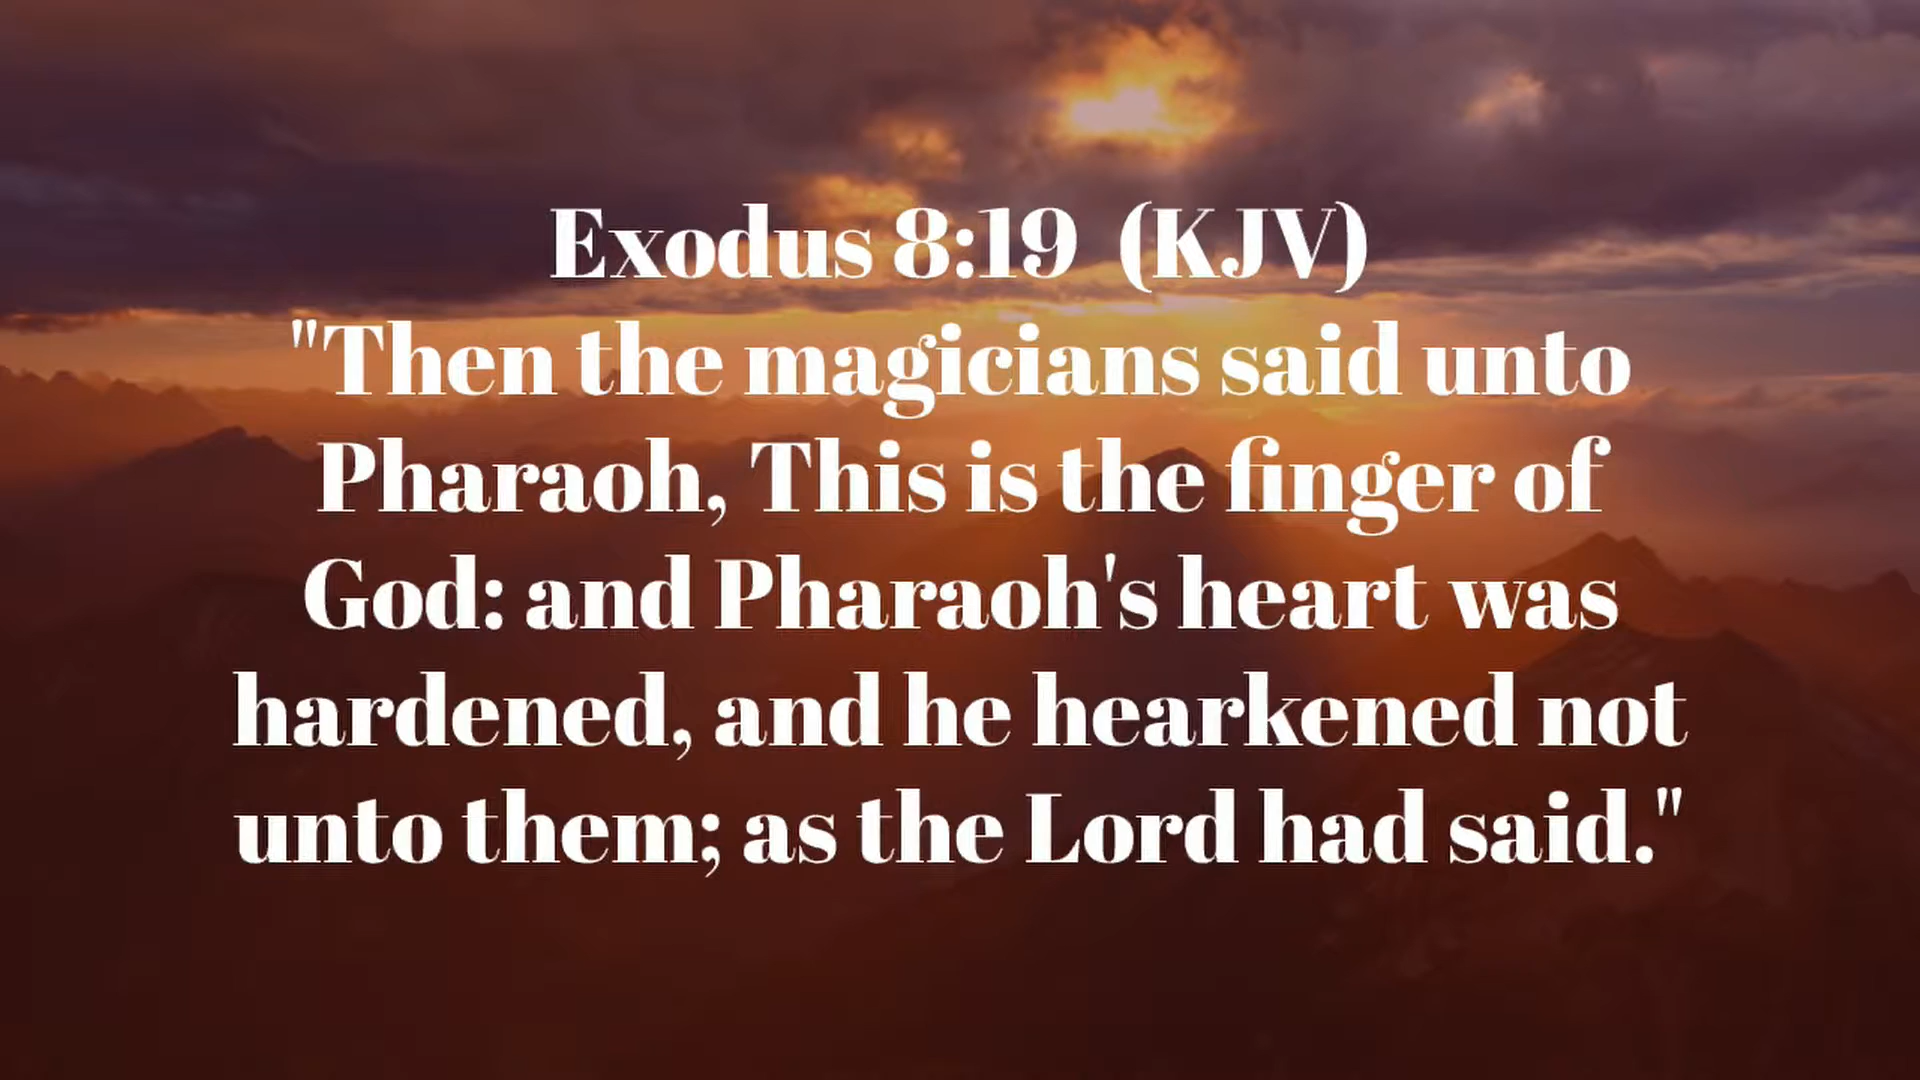 Exodus 8:19  (KJV)
"Then the magicians said unto
Pharaoh, This is the finger of
God: and Pharaoh's heart was
hardened, and he hearkened not
unto them; as the Lord had said."